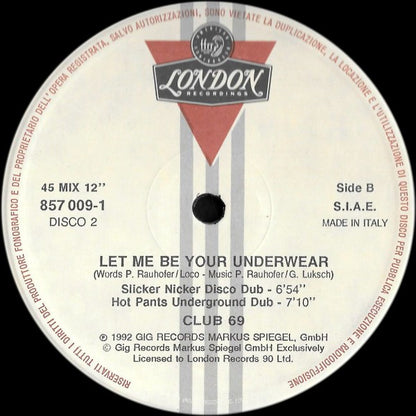 LONDON
RECORDINGS
45 MIX 12''
857 009-1
DISCO 2
Side B
S.I.A.E.
MADE IN ITALY
LET ME BE YOUR UNDERWEAR
(Words P. Rauhofer/Loco - Music P. Rauhofer/G. Luksch)
Slicker Nicker Disco Dub - 6'54''
Hot Pants Underground Dub - 7'10''
CLUB 69
℗ 1992 GIG RECORDS MARKUS SPIEGEL, GmbH
© Gig Records Markus Spiegel GmbH Exclusively
Licensed to London Records 90 Ltd.
RISERVATI TUTTI I DIRITTI DEL PRODUTTORE FONOGRAFICO E DEL PROPRIETARIO DELL'OPERA REGISTRATA, SALVO AUTORIZZAZIONI, SONO VIETATE LA DUPLICAZIONE, LA LOCAZIONE E L'UTILIZZAZIONE DI QUESTO DISCO PER PUBBLICA ESECUZIONE E RADIODIFFUSIONE